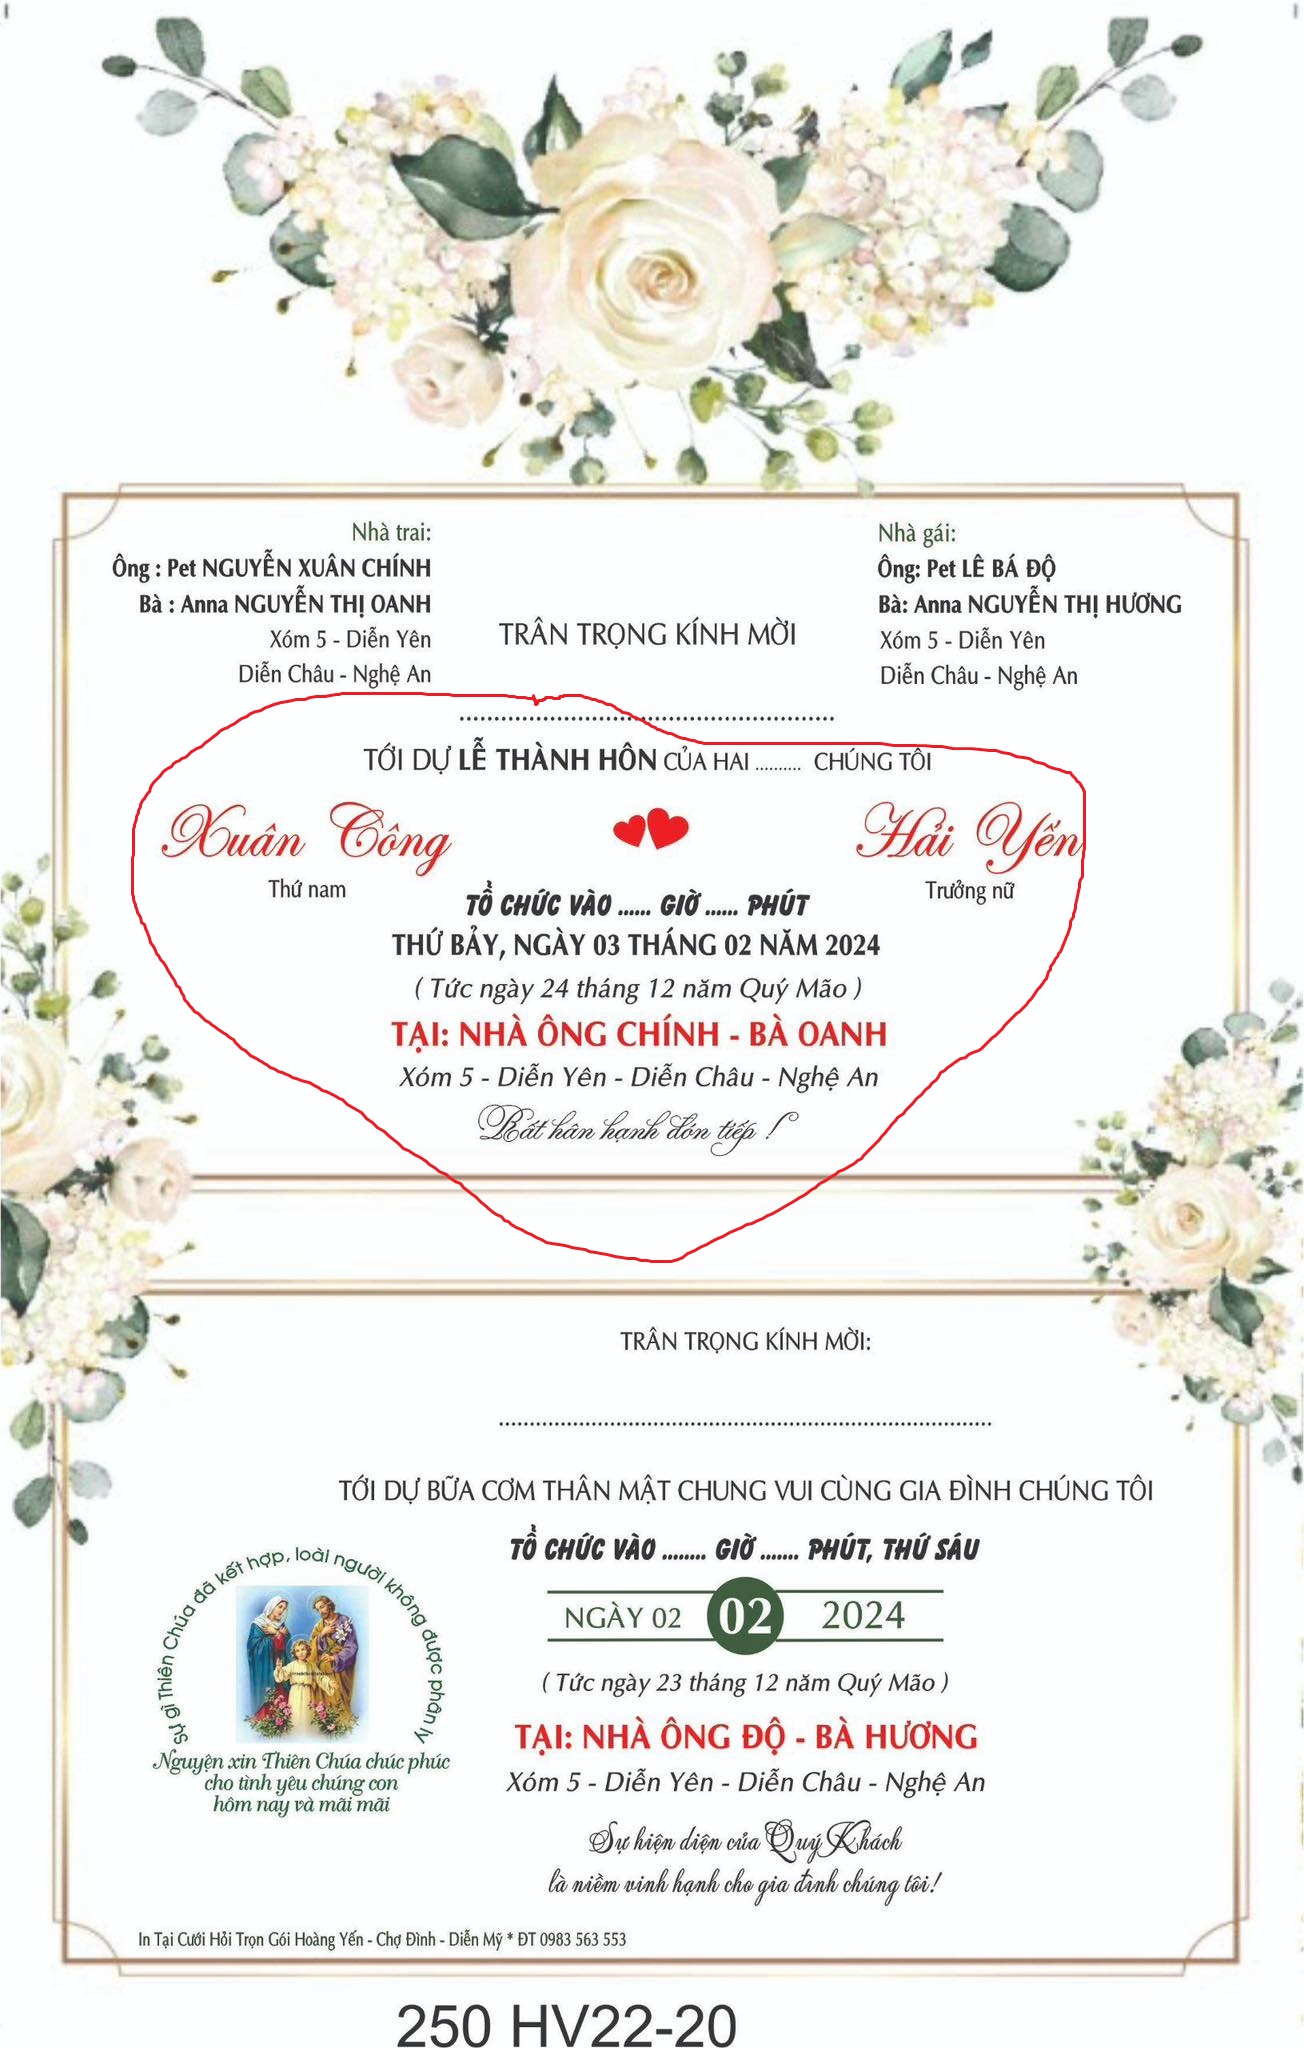 Nhà trai:
Ông : Pet NGUYỄN XUÂN CHÍNH
Bà : Anna NGUYỄN THỊ OANH
Xóm 5 - Diễn Yên
Diễn Châu - Nghệ An
Nhà gái:
Ông: Pet LÊ BÁ ĐỘ
Bà: Anna NGUYỄN THỊ HƯƠNG
Xóm 5 - Diễn Yên
Diễn Châu - Nghệ An
TRÂN TRỌNG KÍNH MỜI
......................................................
TỚI DỰ LỄ THÀNH HÔN CỦA HAI .......... CHÚNG TÔI
Xuân Công
Thứ nam
Hải Yến
Trưởng nữ
TỔ CHỨC VÀO ...... GIỜ ...... PHÚT
THỨ BẢY, NGÀY 03 THÁNG 02 NĂM 2024
( Tức ngày 24 tháng 12 năm Quý Mão )
TẠI: NHÀ ÔNG CHÍNH - BÀ OANH
Xóm 5 - Diễn Yên - Diễn Châu - Nghệ An
Rất hân hạnh đón tiếp !
TRÂN TRỌNG KÍNH MỜI:
................................................................................
TỚI DỰ BỮA CƠM THÂN MẬT CHUNG VUI CÙNG GIA ĐÌNH CHÚNG TÔI
TỔ CHỨC VÀO ........ GIỜ ....... PHÚT, THỨ SÁU
NGÀY 02 02 2024
( Tức ngày 23 tháng 12 năm Quý Mão )
TẠI: NHÀ ÔNG ĐỘ - BÀ HƯƠNG
Xóm 5 - Diễn Yên - Diễn Châu - Nghệ An
Sự hiện diện của Quý Khách
là niềm vinh hạnh cho gia đình chúng tôi!
Sự gì Thiên Chúa đã kết hợp, loài người không được phân ly
Nguyện xin Thiên Chúa chúc phúc
cho tình yêu chúng con
hôm nay và mãi mãi
In Tại Cưới Hỏi Trọn Gói Hoàng Yến - Chợ Đình - Diễn Mỹ * ĐT 0983 563 553
250 HV22-20